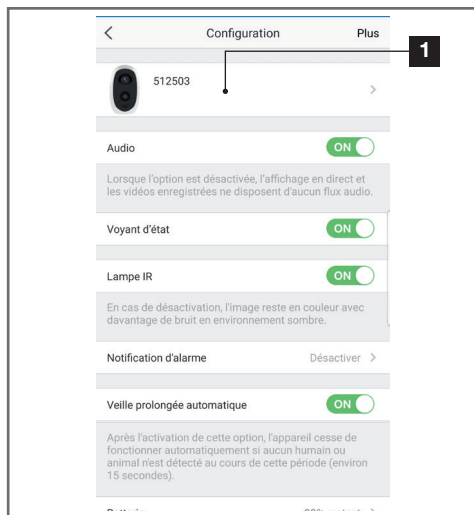 Configuration Plus
1
512503
Audio ON
Lorsque l'option est désactivée, l'affichage en direct et
les vidéos enregistrées ne disposent d'aucun flux audio.
Voyant d'état ON
Lampe IR ON
En cas de désactivation, l'image reste en couleur avec
davantage de bruit en environnement sombre.
Notification d'alarme Désactiver
Veille prolongée automatique ON
Après l'activation de cette option, l'appareil cesse de
fonctionner automatiquement si aucun humain ou
animal n'est détecté au cours de cette période (environ
15 secondes).